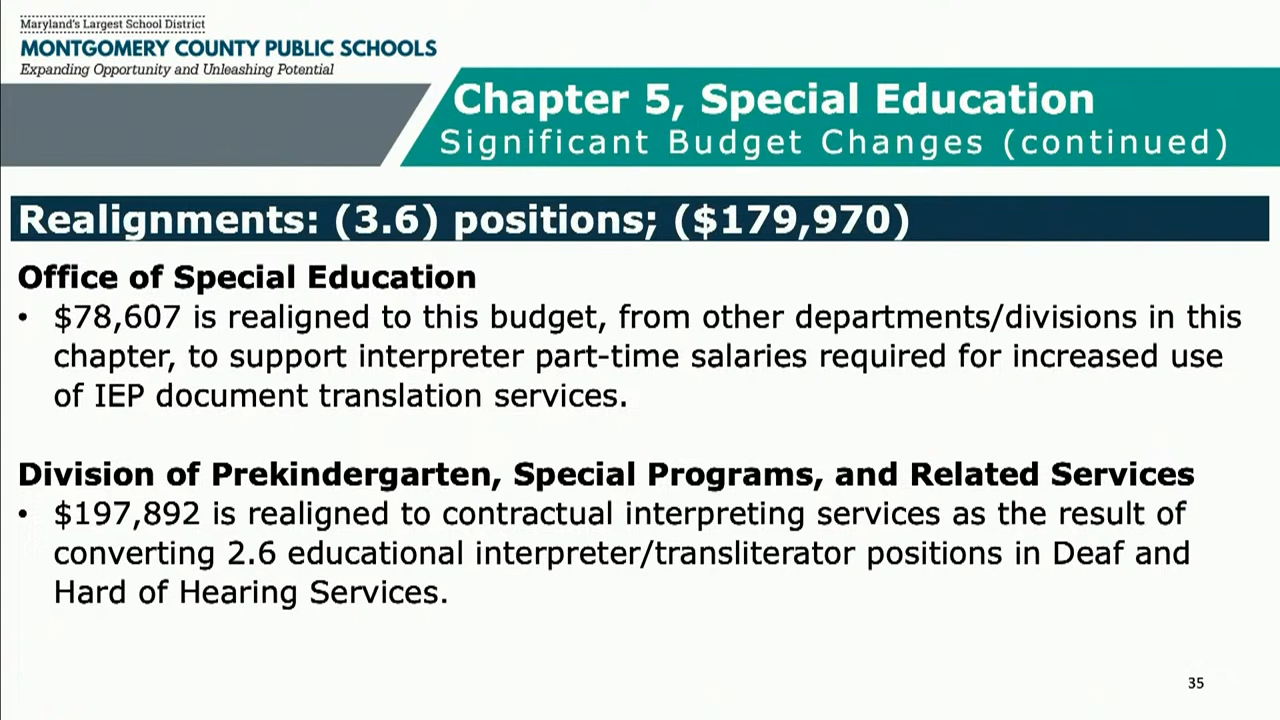 Maryland's Largest School District
MONTGOMERY COUNTY PUBLIC SCHOOLS
Expanding Opportunity and Unleashing Potential
Chapter 5, Special Education
Significant Budget Changes (continued)
Realignments: (3.6) positions; ($179,970)
Office of Special Education
• $78,607 is realigned to this budget, from other departments/divisions in this
chapter, to support interpreter part-time salaries required for increased use
of IEP document translation services.
Division of Prekindergarten, Special Programs, and Related Services
• $197,892 is realigned to contractual interpreting services as the result of
converting 2.6 educational interpreter/transliterator positions in Deaf and
Hard of Hearing Services.
35